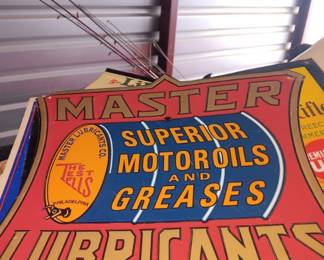 MASTER
SUPERIOR
MOTOR OILS
AND
GREASES
MASTER LUBRICANTS CO.
THE
TEST
TELLS
PHILADELPHIA
LUBRICANTS